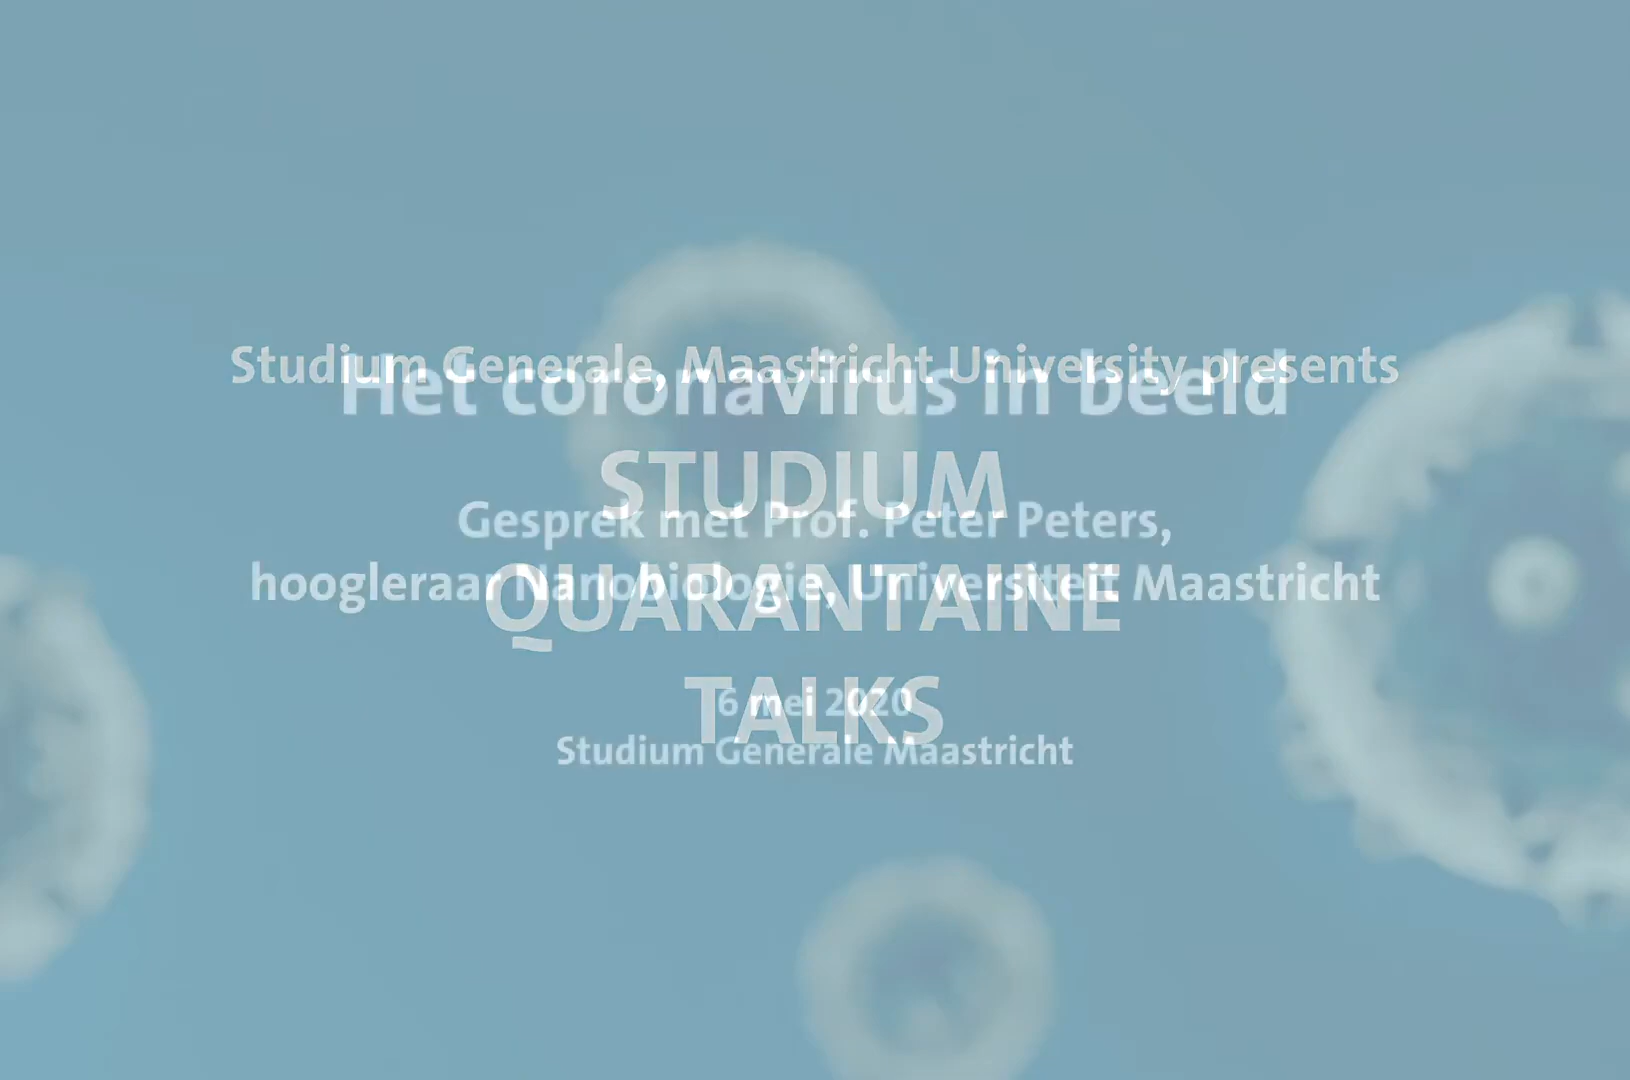 Studium Generale, Maastricht University presents
Het coronavirus in beeld
STUDIUM
Gesprek met Prof. Peter Peters,
hoogleraar Nanobiologie, Universiteit Maastricht
QUARANTAINE
TALKS
6 mei 2020
Studium Generale Maastricht